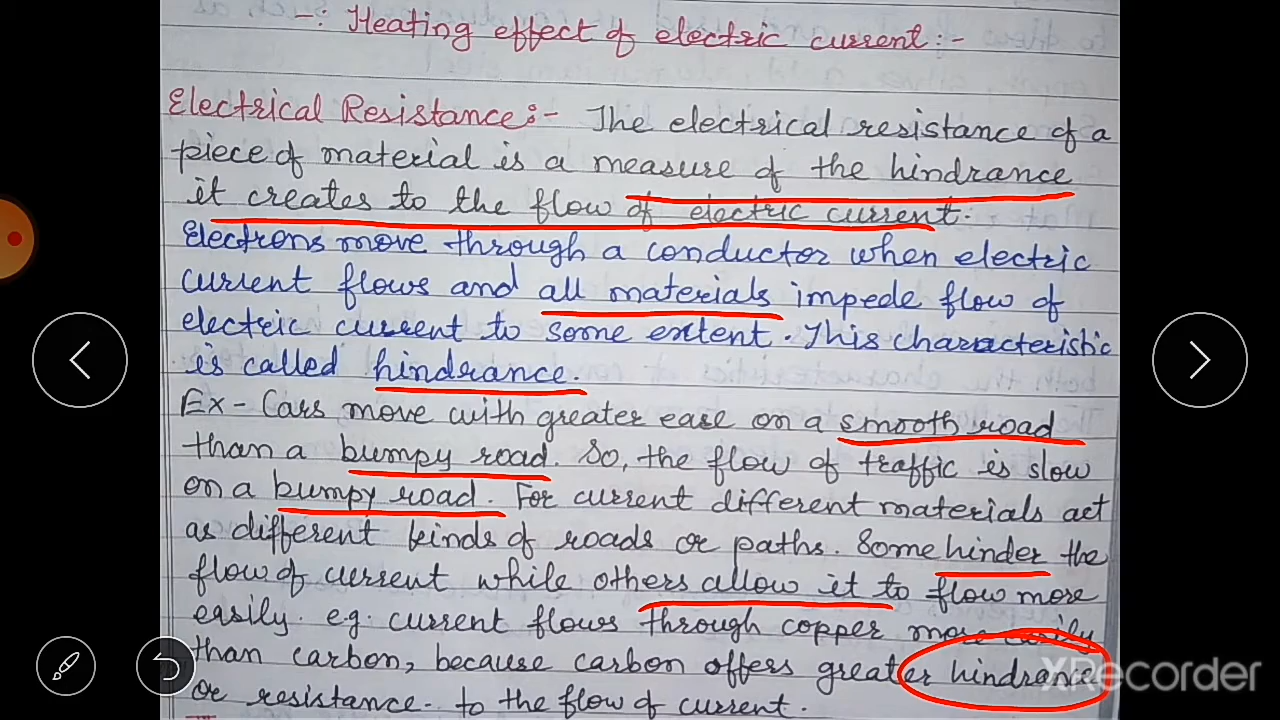 -: Heating effect of electric current:-
Electrical Resistance:- The electrical resistance of a
piece of material is a measure of the hindrance
it creates to the flow of electric current.
Electrons move through a conductor when electric
current flows and all materials impede flow of
electric current to some extent. This characteristic
is called hindrance.
Ex- Cars move with greater ease on a smooth road
than a bumpy road. So, the flow of traffic is slow
on a bumpy road. For current different materials act
as different kinds of roads or paths. Some hinder the
flow of current while others allow it to flow more
easily. e.g. current flows through copper more easily
than carbon, because carbon offers greater hindrance
or resistance. to the flow of current.
XRecorder